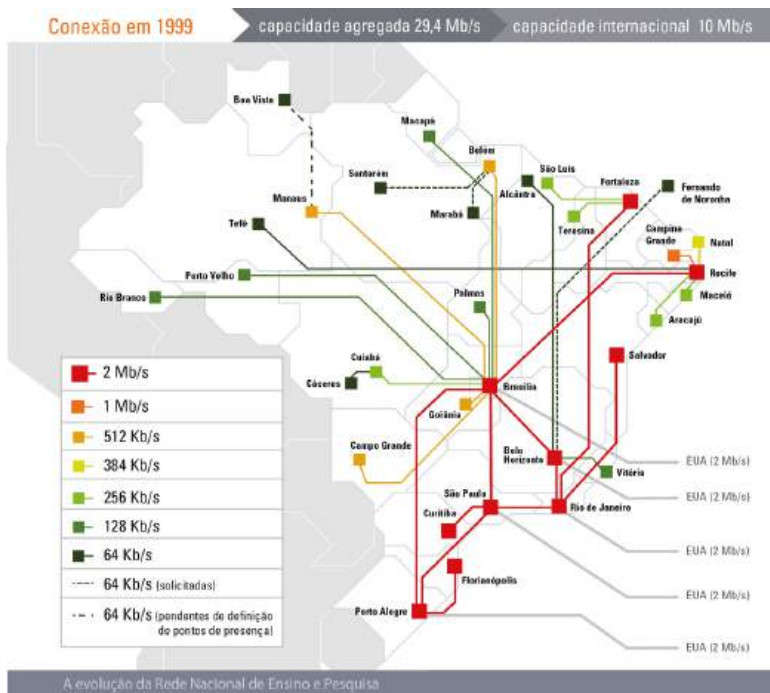 Conexão em 1999
capacidade agregada 29,4 Mb/s
capacidade internacional 10 Mb/s
Boa Vista
Macapá
Belém
Santarém
São Luís
Fortaleza
Alcântra
Fernando
de Noronha
Manaus
Marabá
Teresina
Tefé
Campina
Grande
Natal
Recife
Porto Velho
Rio Branco
Palmas
Maceió
Aracajú
Salvador
Cuiabá
Cáceres
Brasília
Goiânia
Campo Grande
Belo
Horizonte
Vitória
São Paulo
Curitiba
Rio de Janeiro
Florianópolis
Porto Alegre
EUA (2 Mb/s)
EUA (2 Mb/s)
EUA (2 Mb/s)
EUA (2 Mb/s)
EUA (2 Mb/s)
2 Mb/s
1 Mb/s
512 Kb/s
384 Kb/s
256 Kb/s
128 Kb/s
64 Kb/s
64 Kb/s (solicitadas)
64 Kb/s (pendentes de definição
de pontos de presença)
A evolução da Rede Nacional de Ensino e Pesquisa